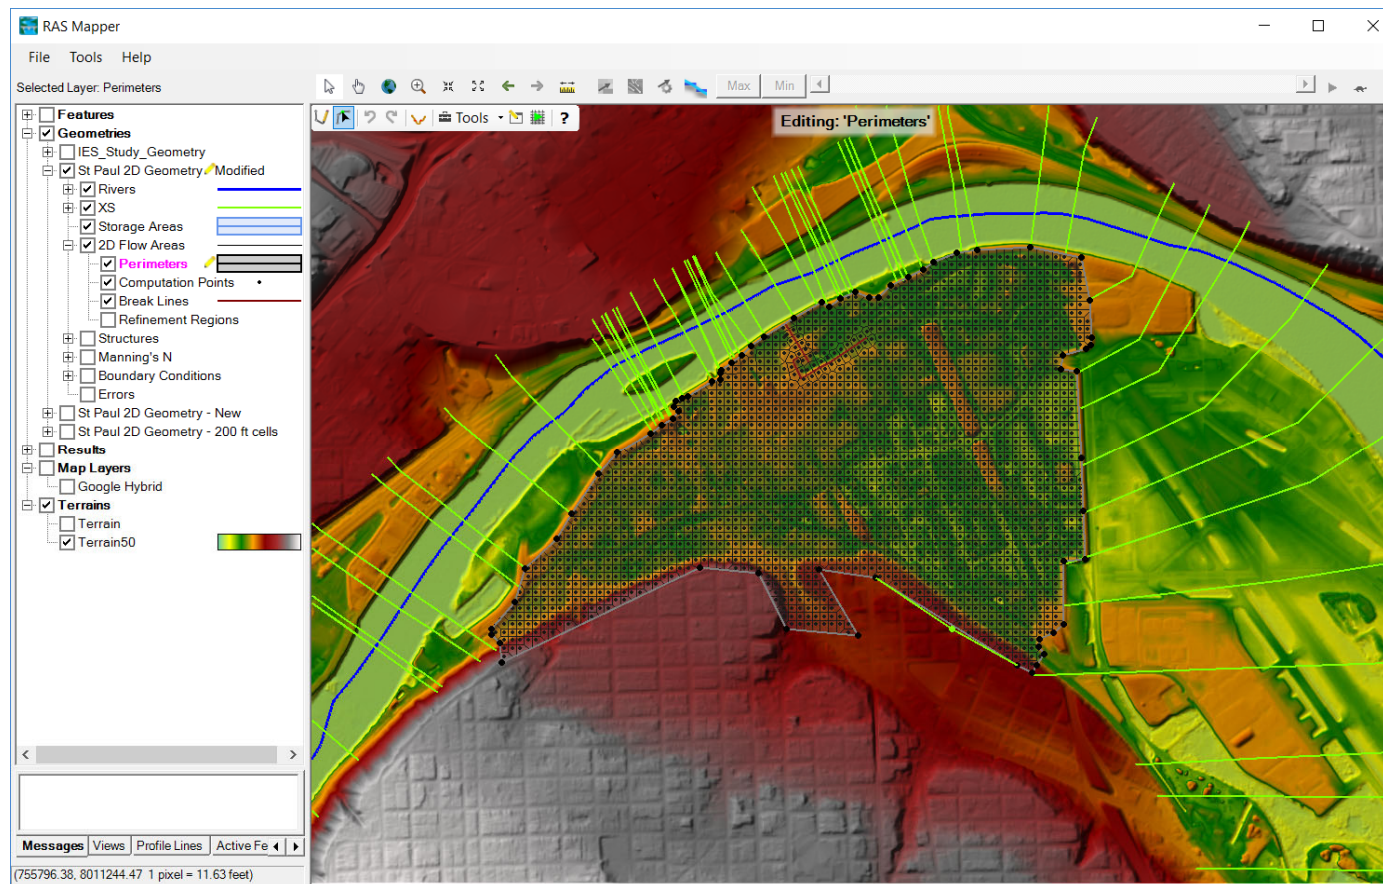 RAS Mapper
File Tools Help
Selected Layer: Perimeters
Max Min
Features
Geometries
IES_Study_Geometry
St Paul 2D Geometry Modified
Rivers
XS
Storage Areas
2D Flow Areas
Perimeters
Computation Points
Break Lines
Refinement Regions
Structures
Manning's N
Boundary Conditions
Errors
St Paul 2D Geometry - New
St Paul 2D Geometry - 200 ft cells
Results
Map Layers
Google Hybrid
Terrains
Terrain
Terrain50
Tools ?
Editing: 'Perimeters'
Messages Views Profile Lines Active Fe
(755796.38, 8011244.47 1 pixel = 11.63 feet)